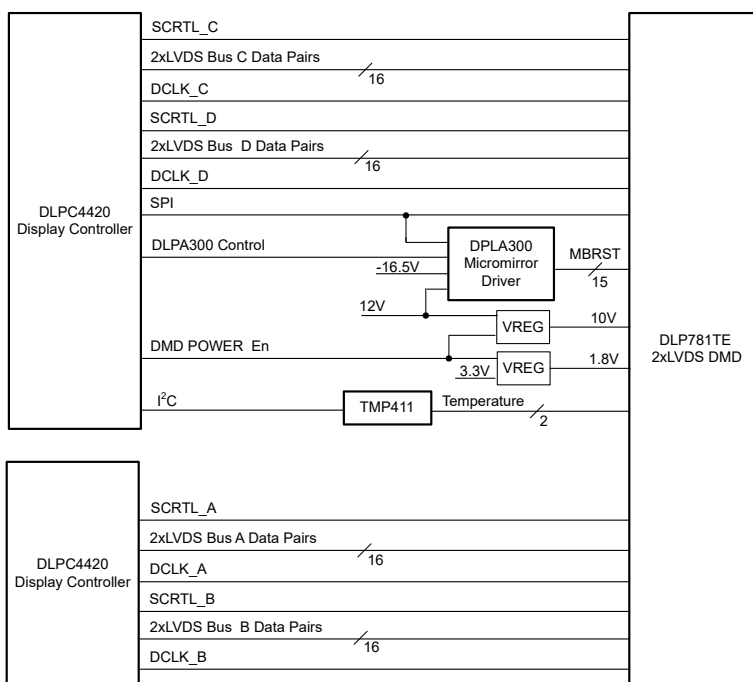 SCRTL_C
2xLVDS Bus C Data Pairs
16
DCLK_C
SCRTL_D
2xLVDS Bus D Data Pairs
16
DCLK_D
SPI
DLPC4420
Display Controller
DLPA300 Control
-16.5V
DPLA300
Micromirror
Driver
MBRST
15
12V
VREG
10V
DMD POWER En
3.3V
VREG
1.8V
DLP781TE
2xLVDS DMD
I²C
TMP411
Temperature
2
SCRTL_A
2xLVDS Bus A Data Pairs
16
DCLK_A
DLPC4420
Display Controller
SCRTL_B
2xLVDS Bus B Data Pairs
16
DCLK_B